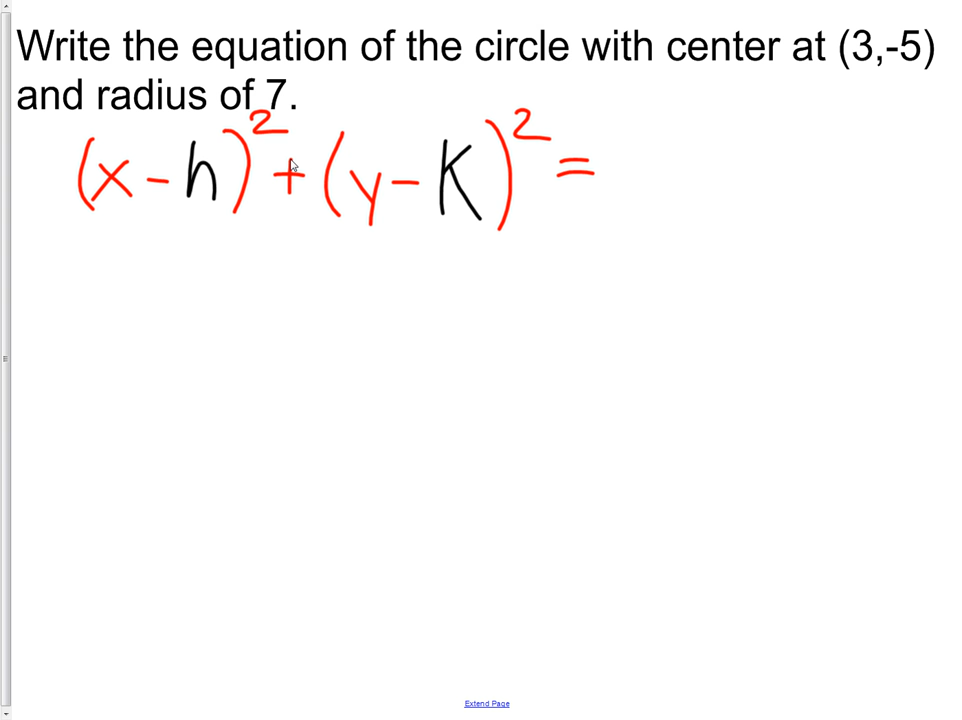 Write the equation of the circle with center at (3,-5)
and radius of 7.
(x-h)²+(y-K)²=
Extend Page